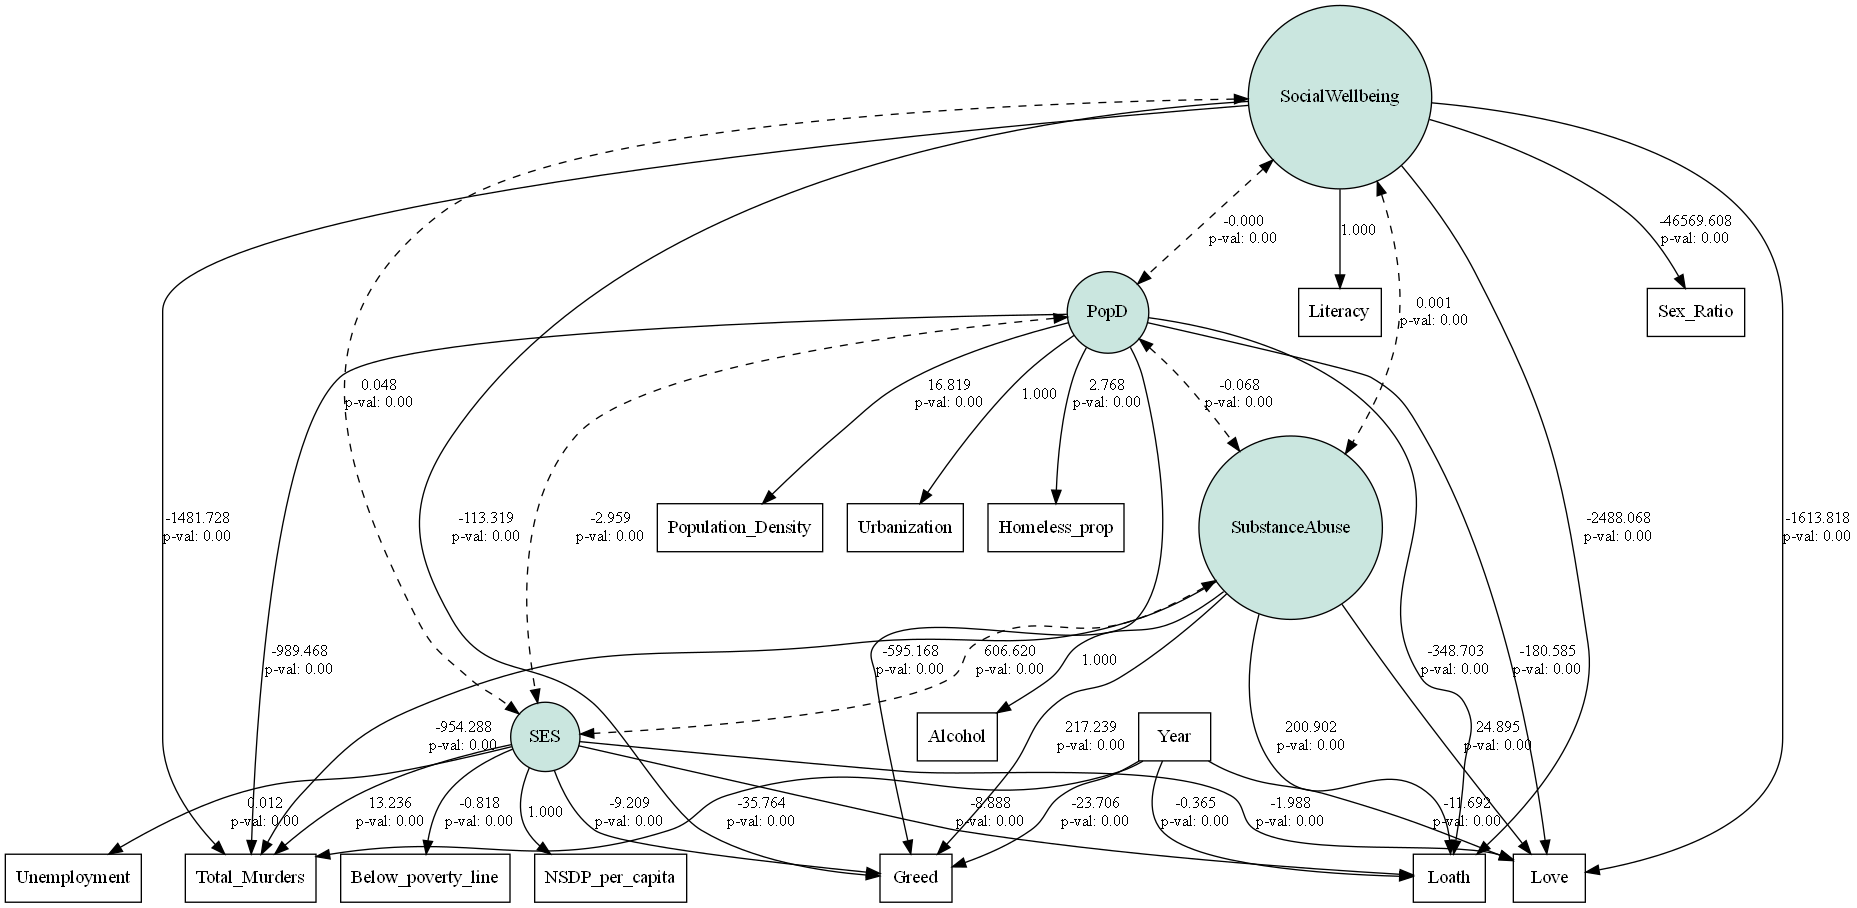 SocialWellbeing
-0.000
p-val: 0.00
1.000
-46569.608
p-val: 0.00
PopD
Literacy
Sex_Ratio
0.001
p-val: 0.00
0.048
p-val: 0.00
16.819
p-val: 0.00
1.000
2.768
p-val: 0.00
-0.068
p-val: 0.00
-1481.728
p-val: 0.00
-113.319
p-val: 0.00
-2.959
p-val: 0.00
Population_Density
Urbanization
Homeless_prop
SubstanceAbuse
-2488.068
p-val: 0.00
-1613.818
p-val: 0.00
-989.468
p-val: 0.00
-595.168
p-val: 0.00
606.620
p-val: 0.00
1.000
-348.703
p-val: 0.00
-180.585
p-val: 0.00
-954.288
p-val: 0.00
SES
Alcohol
217.239
p-val: 0.00
Year
200.902
p-val: 0.00
24.895
p-val: 0.00
0.012
p-val: 0.00
13.236
p-val: 0.00
-0.818
p-val: 0.00
1.000
-9.209
p-val: 0.00
-35.764
p-val: 0.00
-8.888
p-val: 0.00
-23.706
p-val: 0.00
-0.365
p-val: 0.00
-1.988
p-val: 0.00
-11.692
p-val: 0.00
Unemployment
Total_Murders
Below_poverty_line
NSDP_per_capita
Greed
Loath
Love